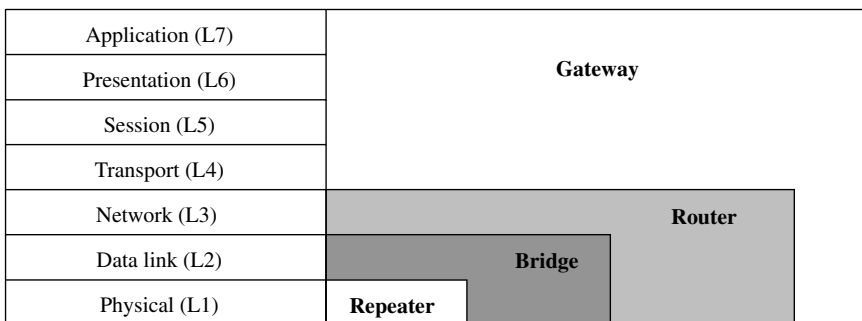 Application (L7)
Presentation (L6)
Gateway
Session (L5)
Transport (L4)
Network (L3)
Router
Data link (L2)
Bridge
Physical (L1)
Repeater